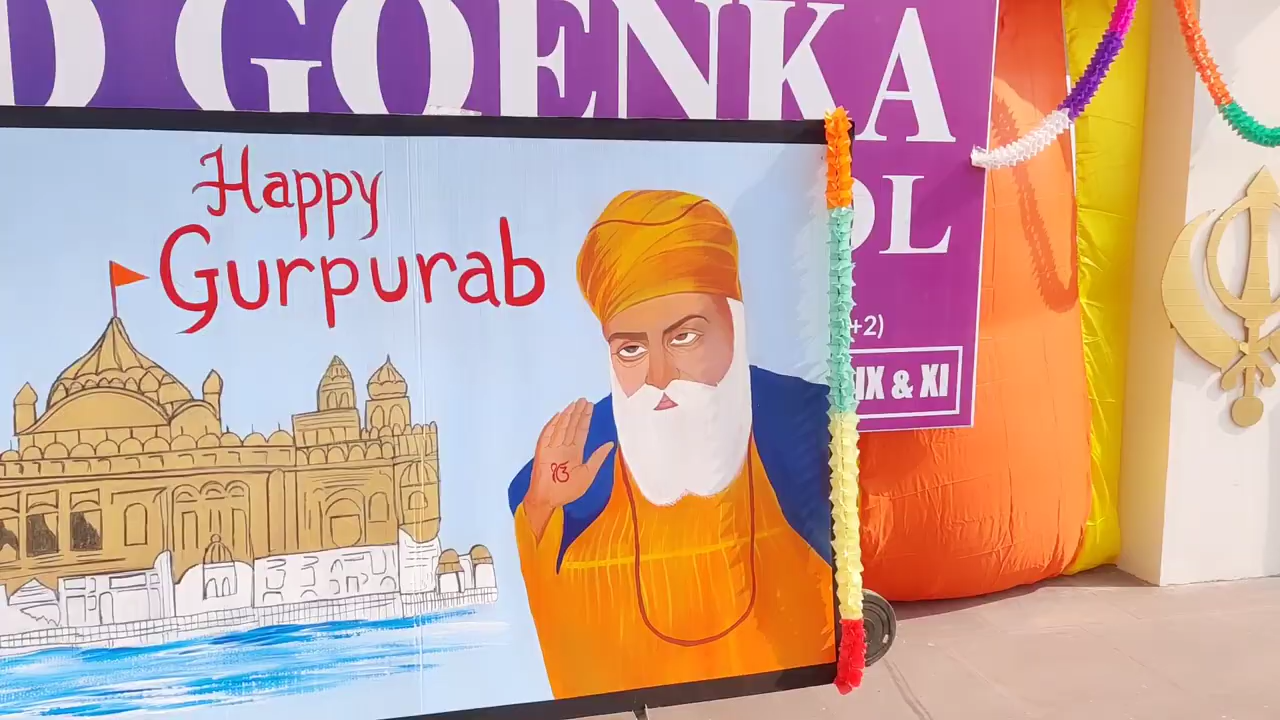 D GOENKA
OL
+2)
IX & XI
Happy
Gurpurab
ੴ